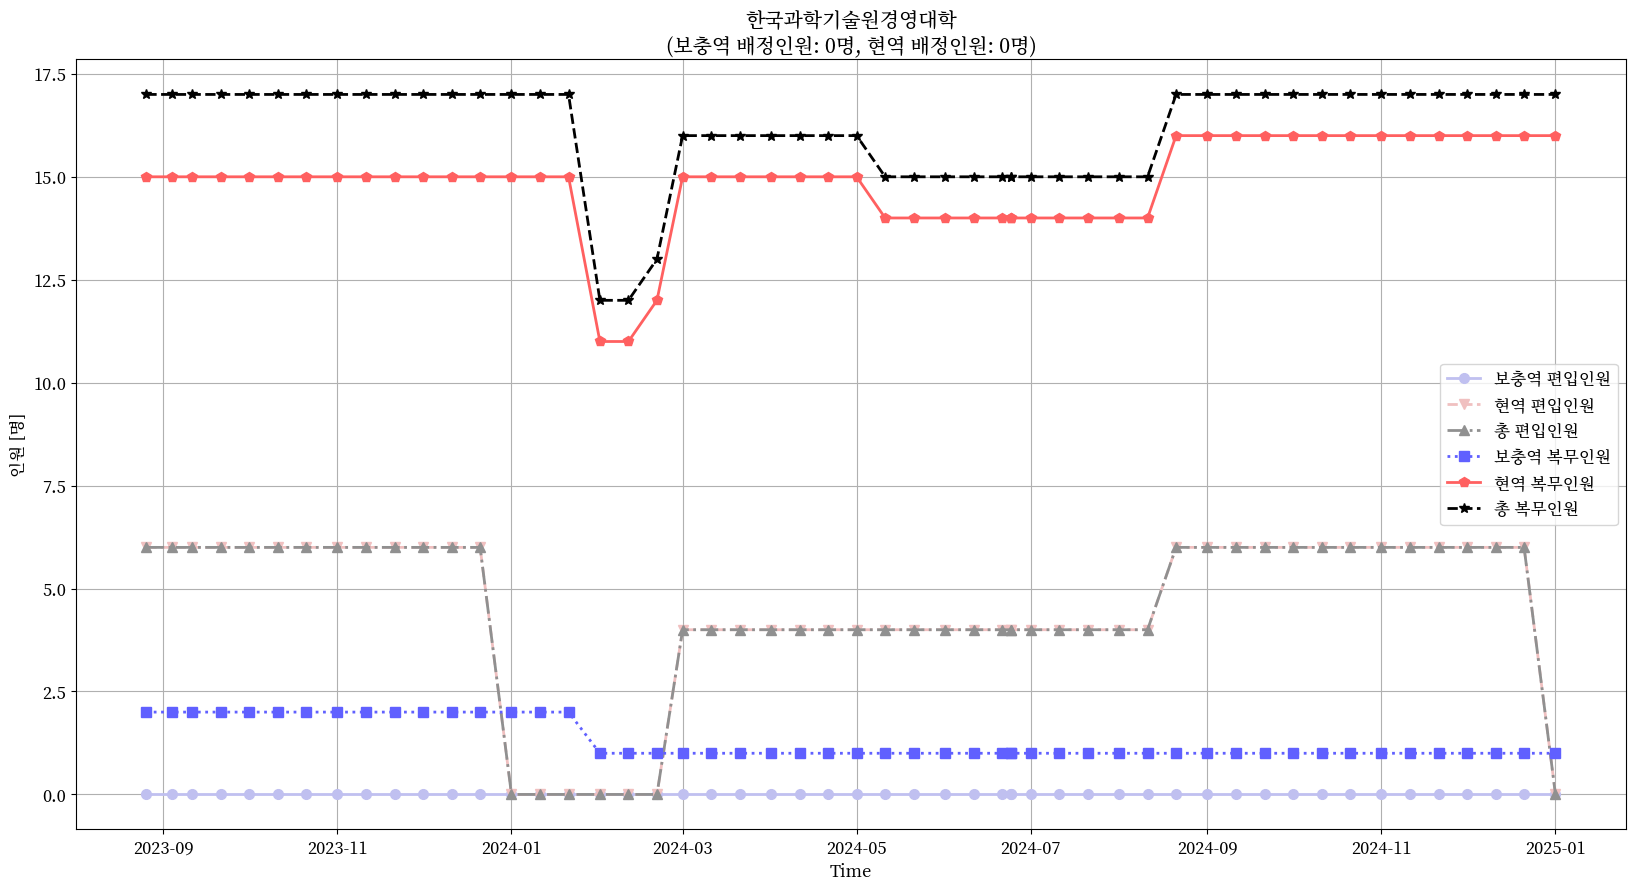 한국과학기술원경영대학
(보충역 배정인원: 0명, 현역 배정인원: 0명)
17.5
15.0
12.5
10.0
7.5
5.0
2.5
0.0
인원 [명]
보충역 편입인원
현역 편입인원
총 편입인원
보충역 복무인원
현역 복무인원
총 복무인원
2023-09
2023-11
2024-01
2024-03
2024-05
2024-07
2024-09
2024-11
2025-01
Time